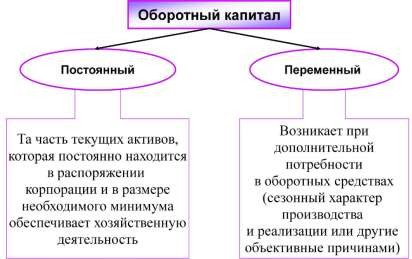 Оборотный капитал
Постоянный
Переменный
Та часть текущих активов,
которая постоянно находится
в распоряжении
корпорации и в размере
необходимого минимума
обеспечивает хозяйственную
деятельность
Возникает при
дополнительной
потребности
в оборотных средствах
(сезонный характер
производства
и реализации или другие
объективные причинами)